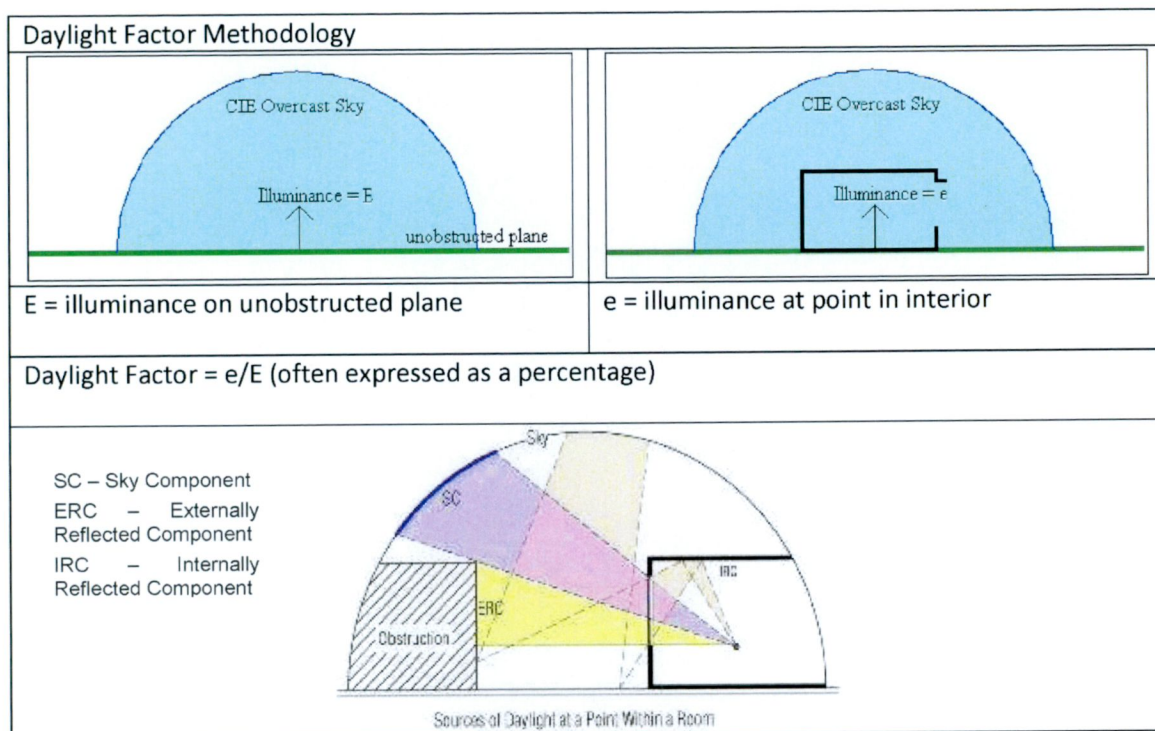 Daylight Factor Methodology
CIE Overcast Sky
Illuminance = E
unobstructed plane
CIE Overcast Sky
Illuminance = e
E = illuminance on unobstructed plane
e = illuminance at point in interior
Daylight Factor = e/E (often expressed as a percentage)
SC – Sky Component
ERC – Externally
Reflected Component
IRC – Internally
Reflected Component
Sky
SC
IRC
ERC
Obstruction
Sources of Daylight at a Point Within a Room